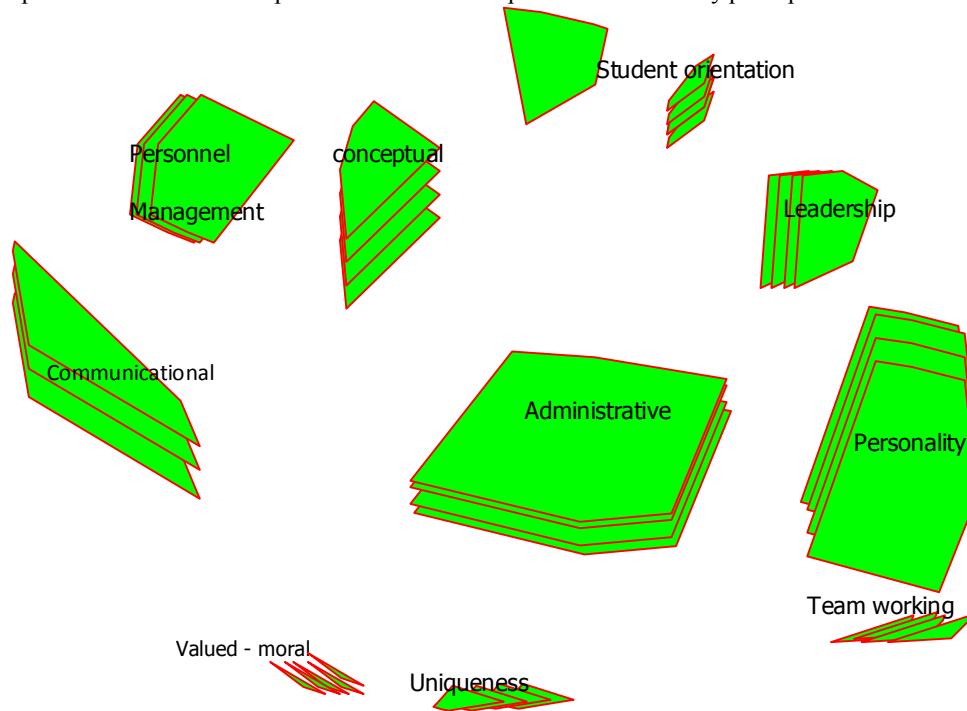 Student orientation
Personnel
conceptual
Management
Leadership
Communicational
Administrative
Personality
Team working
Valued - moral
Uniqueness